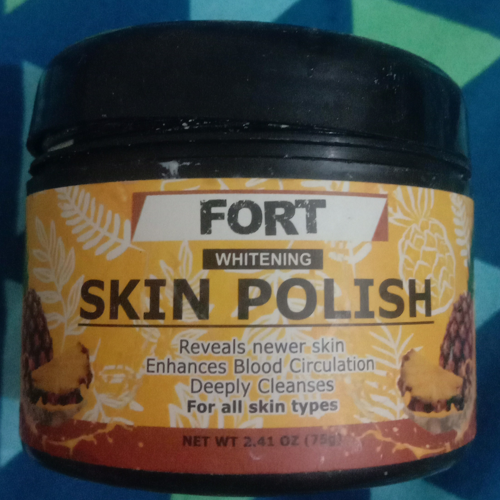 FORT
WHITENING
SKIN POLISH
Reveals newer skin
Enhances Blood Circulation
Deeply Cleanses
For all skin types
NET WT 2.41 OZ (75g)